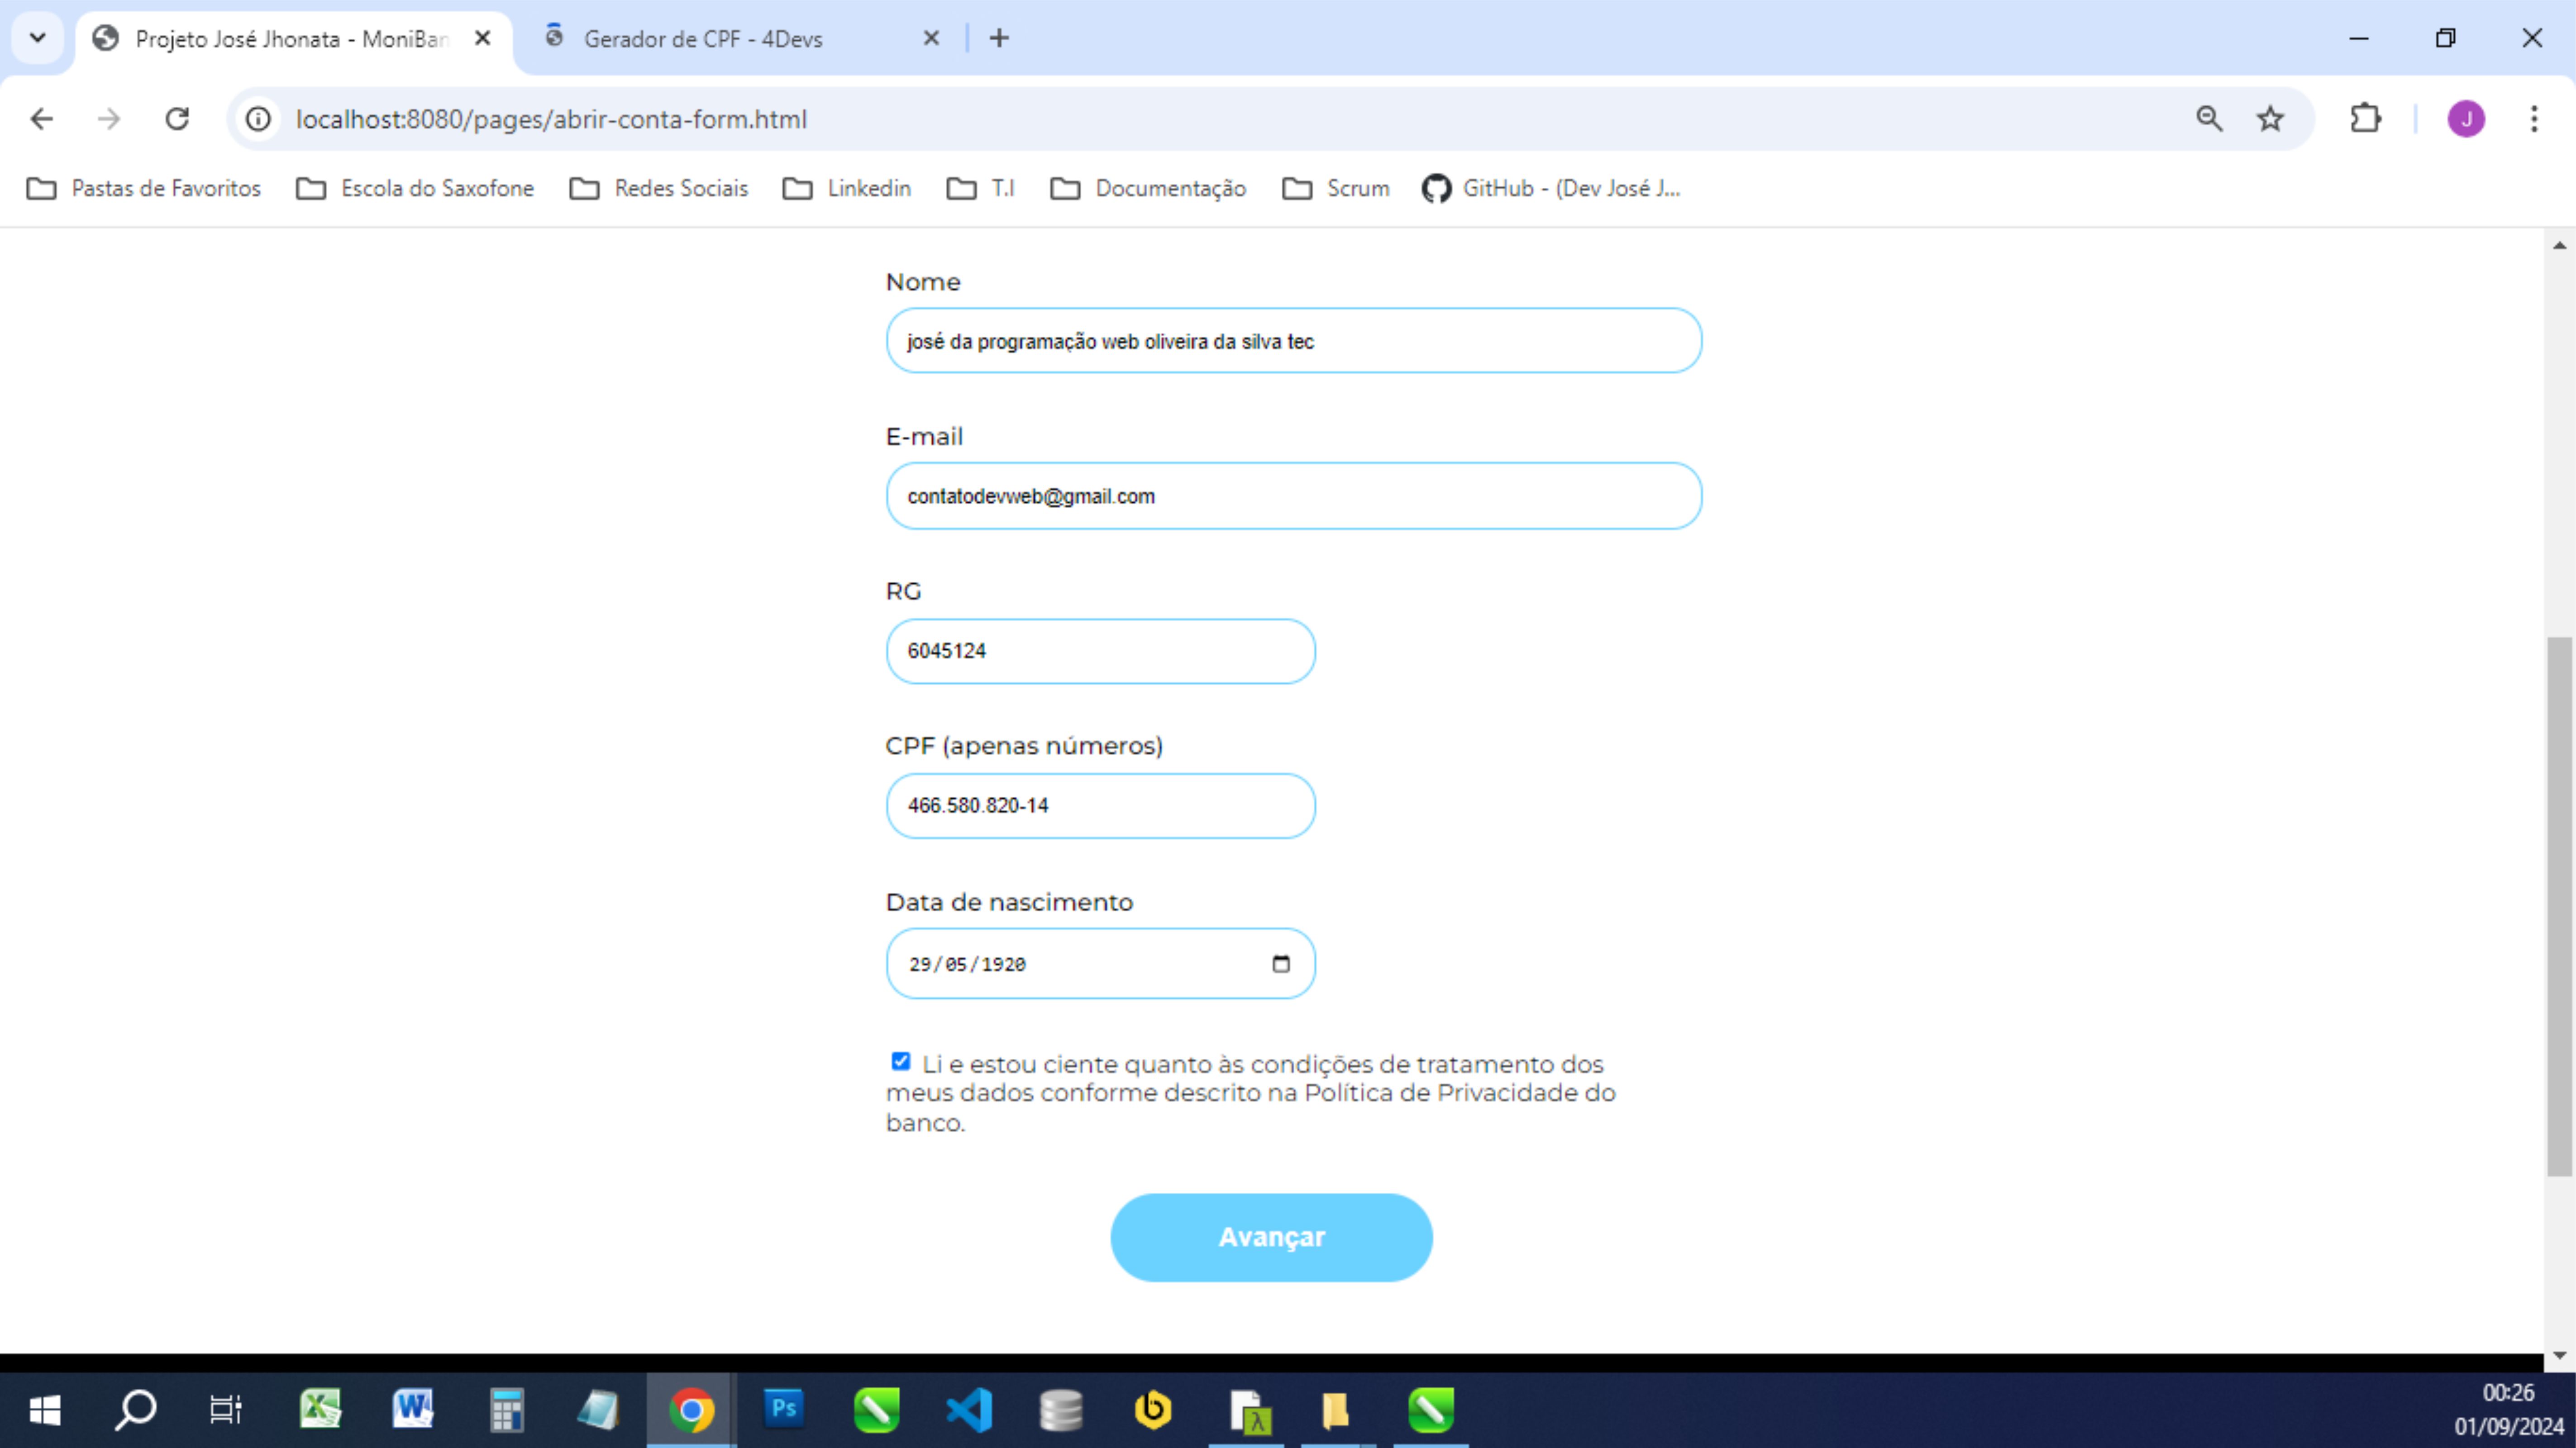 Projeto José Jhonata - MoniBan
Gerador de CPF - 4Devs
localhost:8080/pages/abrir-conta-form.html
J
Pastas de Favoritos
Escola do Saxofone
Redes Sociais
Linkedin
T.I
Documentação
Scrum
GitHub - (Dev José J...
Nome
josé da programação web oliveira da silva tec
E-mail
contatodevweb@gmail.com
RG
6045124
CPF (apenas números)
466.580.820-14
Data de nascimento
29/05/1920
Li e estou ciente quanto às condições de tratamento dos
meus dados conforme descrito na Política de Privacidade do
banco.
Avançar
Ps
00:26
01/09/2024